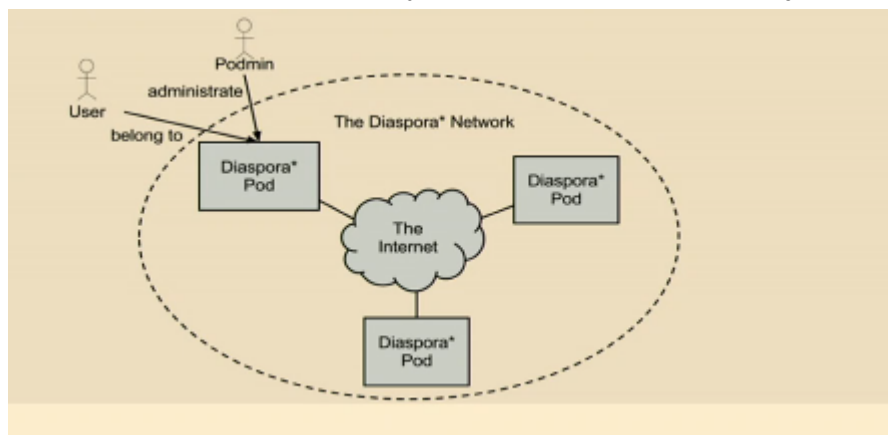 Podmin
administrate
User
belong to
The Diaspora* Network
Diaspora*
Pod
Diaspora*
Pod
The
Internet
Diaspora*
Pod